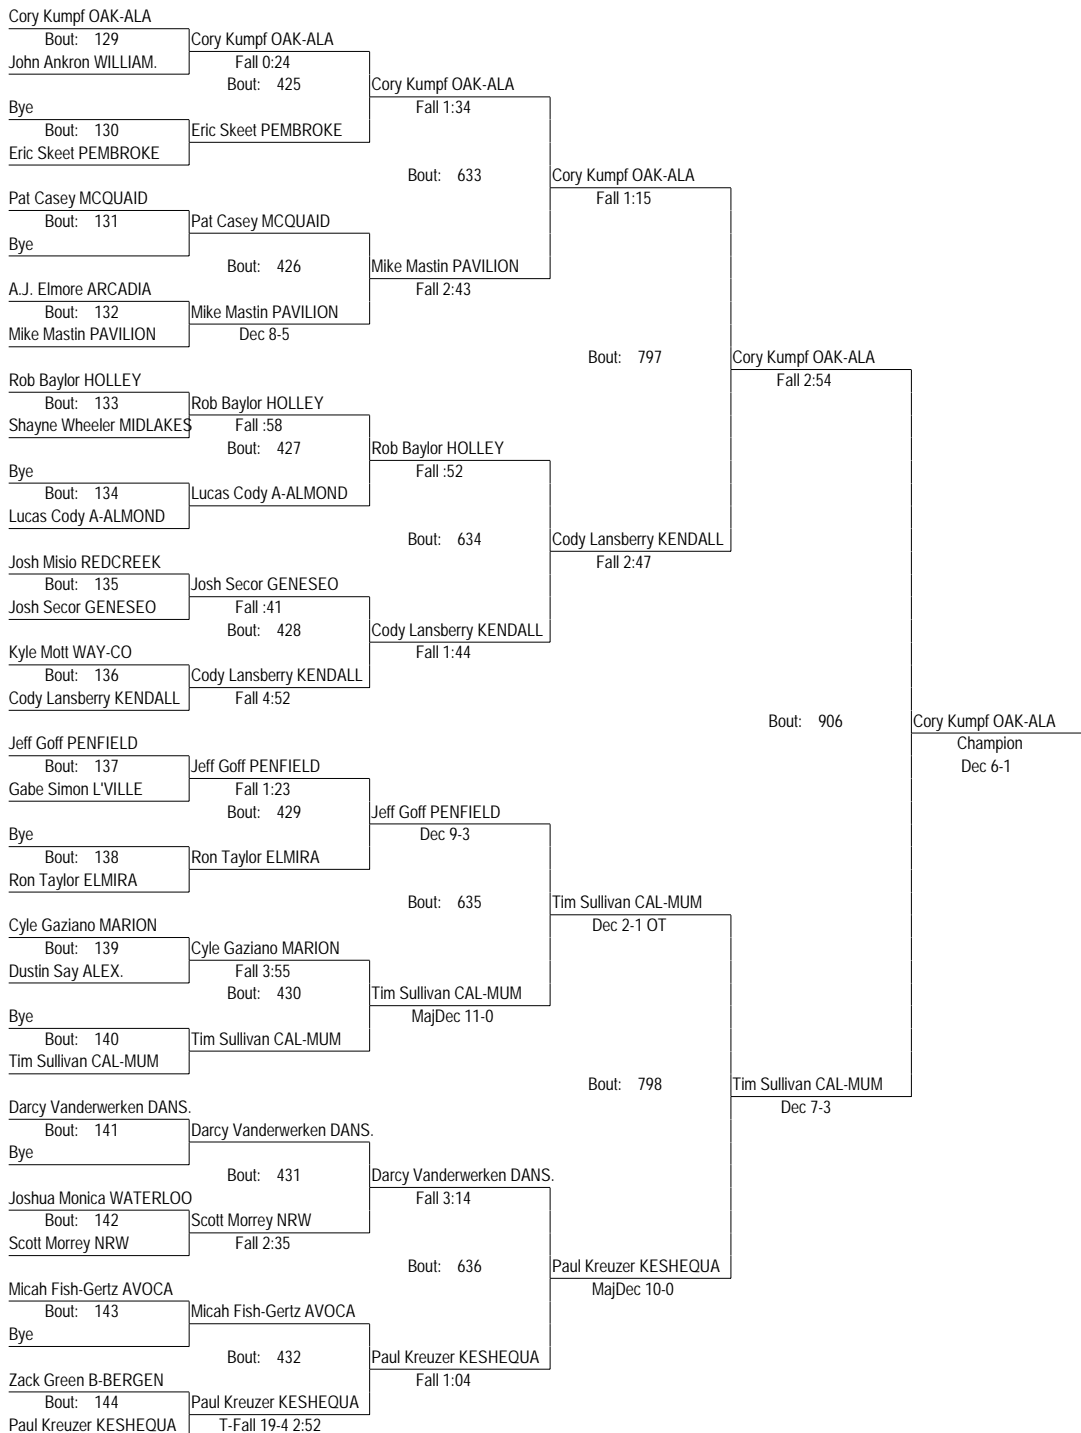 Cory Kumpf OAK-ALA
Bout: 129
John Ankron WILLIAM.
Bye
Bout: 130
Eric Skeet PEMBROKE
Pat Casey MCQUAID
Bout: 131
Bye
A.J. Elmore ARCADIA
Bout: 132
Mike Mastin PAVILION
Rob Baylor HOLLEY
Bout: 133
Shayne Wheeler MIDLAKES
Bye
Bout: 134
Lucas Cody A-ALMOND
Josh Misio REDCREEK
Bout: 135
Josh Secor GENESEO
Kyle Mott WAY-CO
Bout: 136
Cody Lansberry KENDALL
Jeff Goff PENFIELD
Bout: 137
Gabe Simon L'VILLE
Bye
Bout: 138
Ron Taylor ELMIRA
Cyle Gaziano MARION
Bout: 139
Dustin Say ALEX.
Bye
Bout: 140
Tim Sullivan CAL-MUM
Darcy Vanderwerken DANS.
Bout: 141
Bye
Joshua Monica WATERLOO
Bout: 142
Scott Morrey NRW
Micah Fish-Gertz AVOCA
Bout: 143
Bye
Zack Green B-BERGEN
Bout: 144
Paul Kreuzer KESHEQUA
Cory Kumpf OAK-ALA
Fall 0:24
Bout: 425
Eric Skeet PEMBROKE
Pat Casey MCQUAID
Bout: 426
Mike Mastin PAVILION
Dec 8-5
Rob Baylor HOLLEY
Fall :58
Bout: 427
Lucas Cody A-ALMOND
Josh Secor GENESEO
Fall :41
Bout: 428
Cody Lansberry KENDALL
Fall 4:52
Jeff Goff PENFIELD
Fall 1:23
Bout: 429
Ron Taylor ELMIRA
Cyle Gaziano MARION
Fall 3:55
Bout: 430
Tim Sullivan CAL-MUM
Darcy Vanderwerken DANS.
Bout: 431
Scott Morrey NRW
Fall 2:35
Micah Fish-Gertz AVOCA
Bout: 432
Paul Kreuzer KESHEQUA
T-Fall 19-4 2:52
Cory Kumpf OAK-ALA
Fall 1:34
Bout: 633
Mike Mastin PAVILION
Fall 2:43
Rob Baylor HOLLEY
Fall :52
Bout: 634
Cody Lansberry KENDALL
Fall 1:44
Jeff Goff PENFIELD
Dec 9-3
Bout: 635
Tim Sullivan CAL-MUM
MajDec 11-0
Darcy Vanderwerken DANS.
Fall 3:14
Bout: 636
Paul Kreuzer KESHEQUA
Fall 1:04
Cory Kumpf OAK-ALA
Fall 1:15
Bout: 797
Cody Lansberry KENDALL
Fall 2:47
Tim Sullivan CAL-MUM
Dec 2-1 OT
Bout: 798
Paul Kreuzer KESHEQUA
MajDec 10-0
Cory Kumpf OAK-ALA
Fall 2:54
Bout: 906
Tim Sullivan CAL-MUM
Dec 7-3
Cory Kumpf OAK-ALA
Champion
Dec 6-1